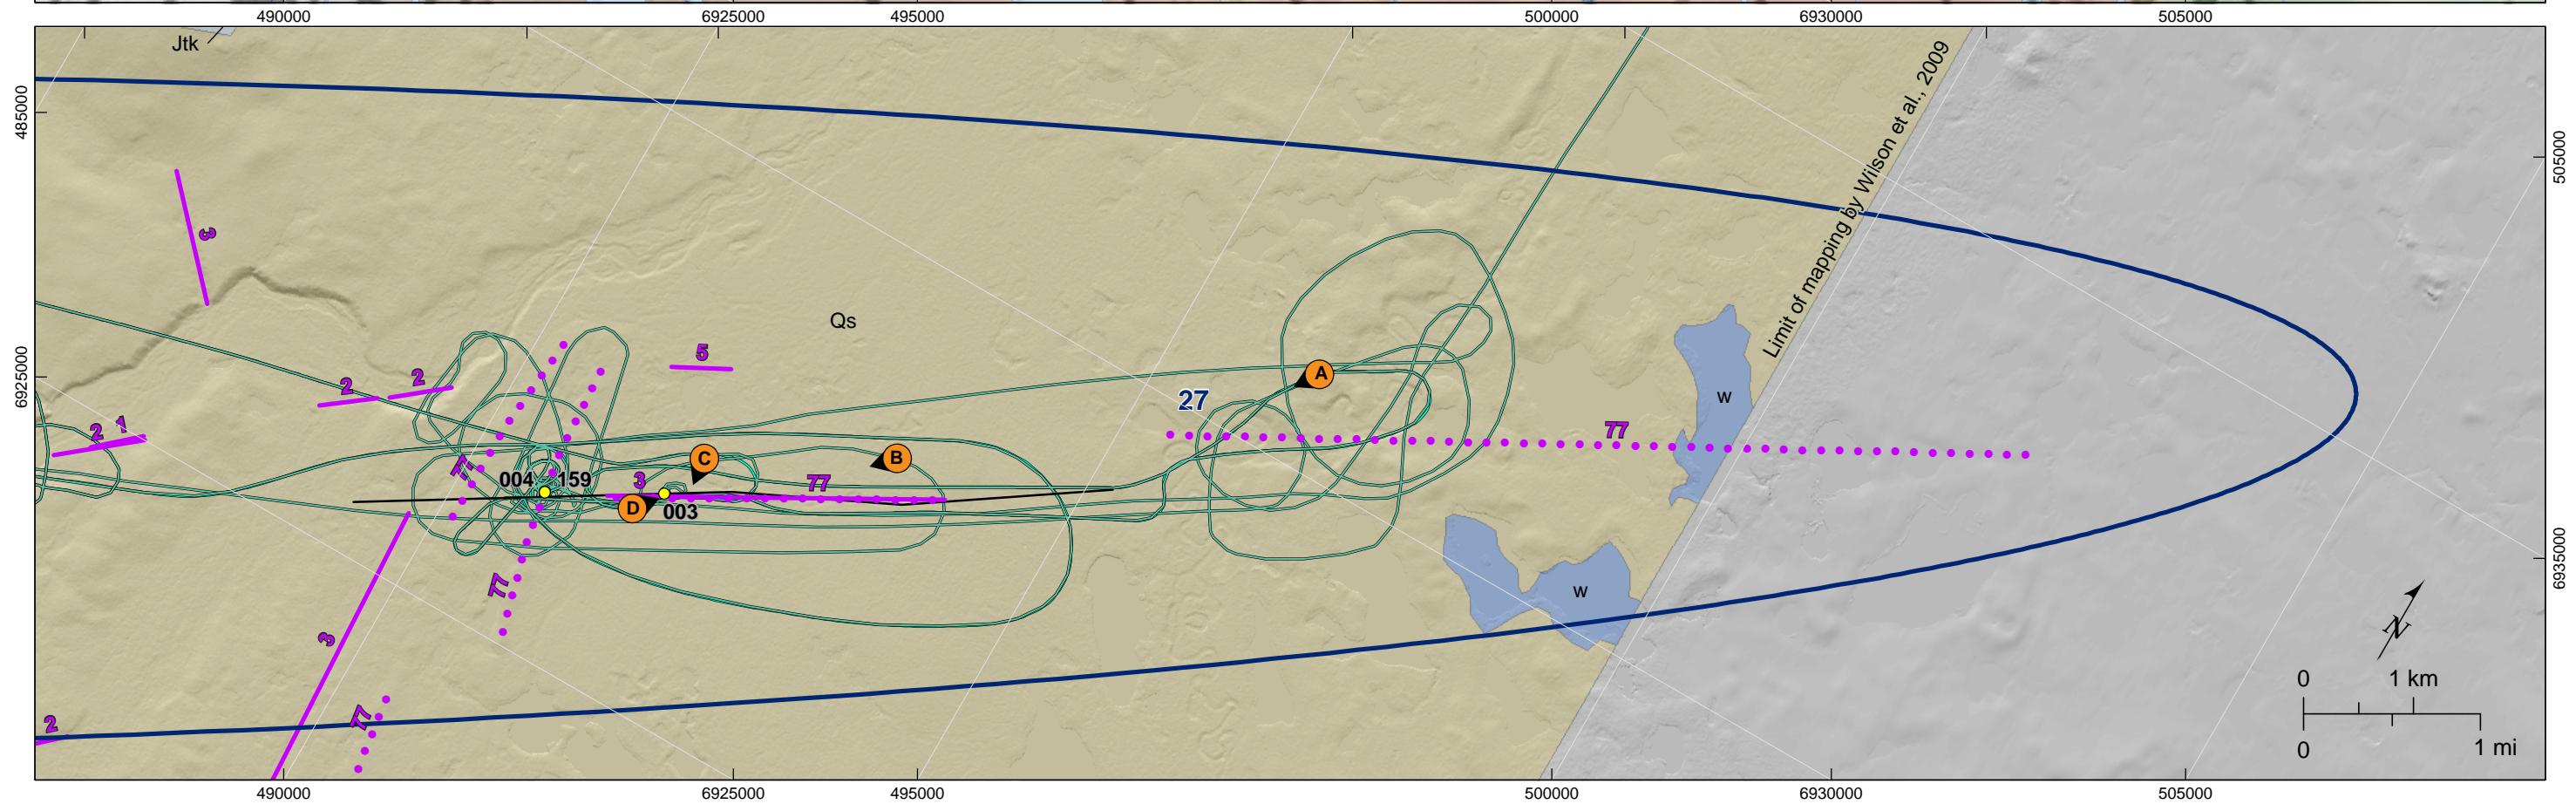 490000 6925000 495000 500000 6930000 505000
Jtk
Limit of mapping by Wilson et al., 2009
485000
505000
3
Qs
5
2 2
6925000
A
27
w
77
2 1
C
B
77
004 159
3
77
D
003
6935000
77
w
3
N
0 1 km
77
2
0 1 mi
490000 6925000 495000 500000 6930000 505000